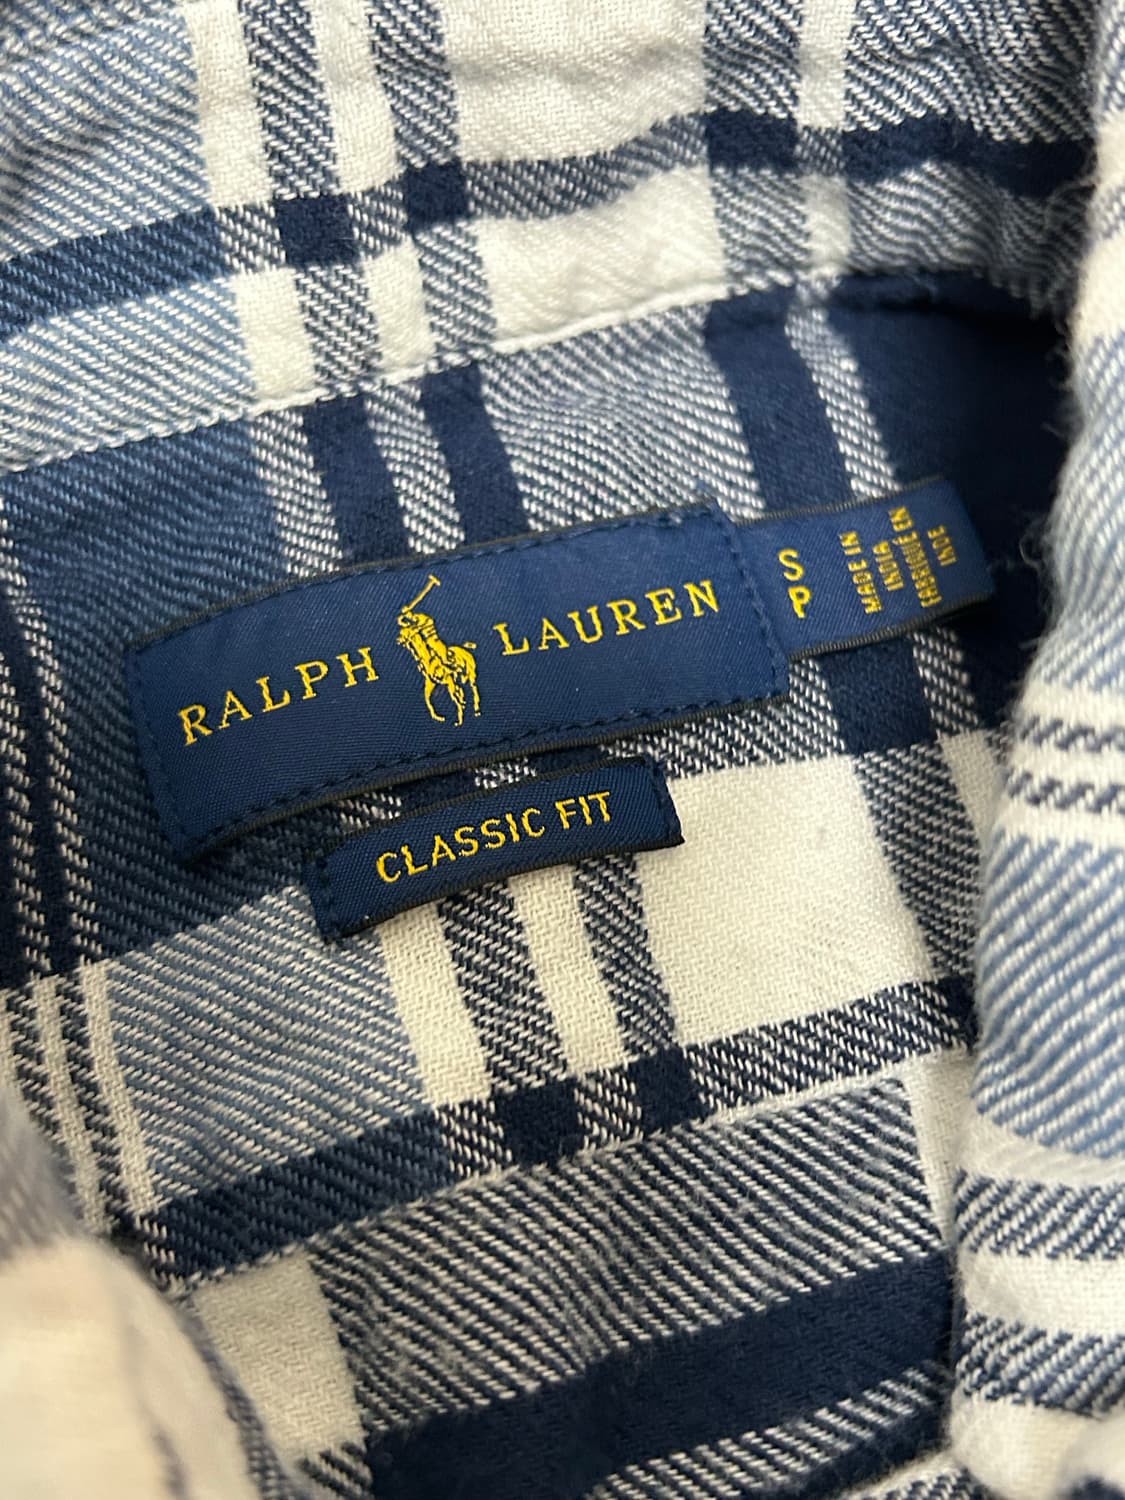 RALPH LAUREN
S
P
MADE IN
INDIA
FABRIQUÉ EN
INDE
CLASSIC FIT